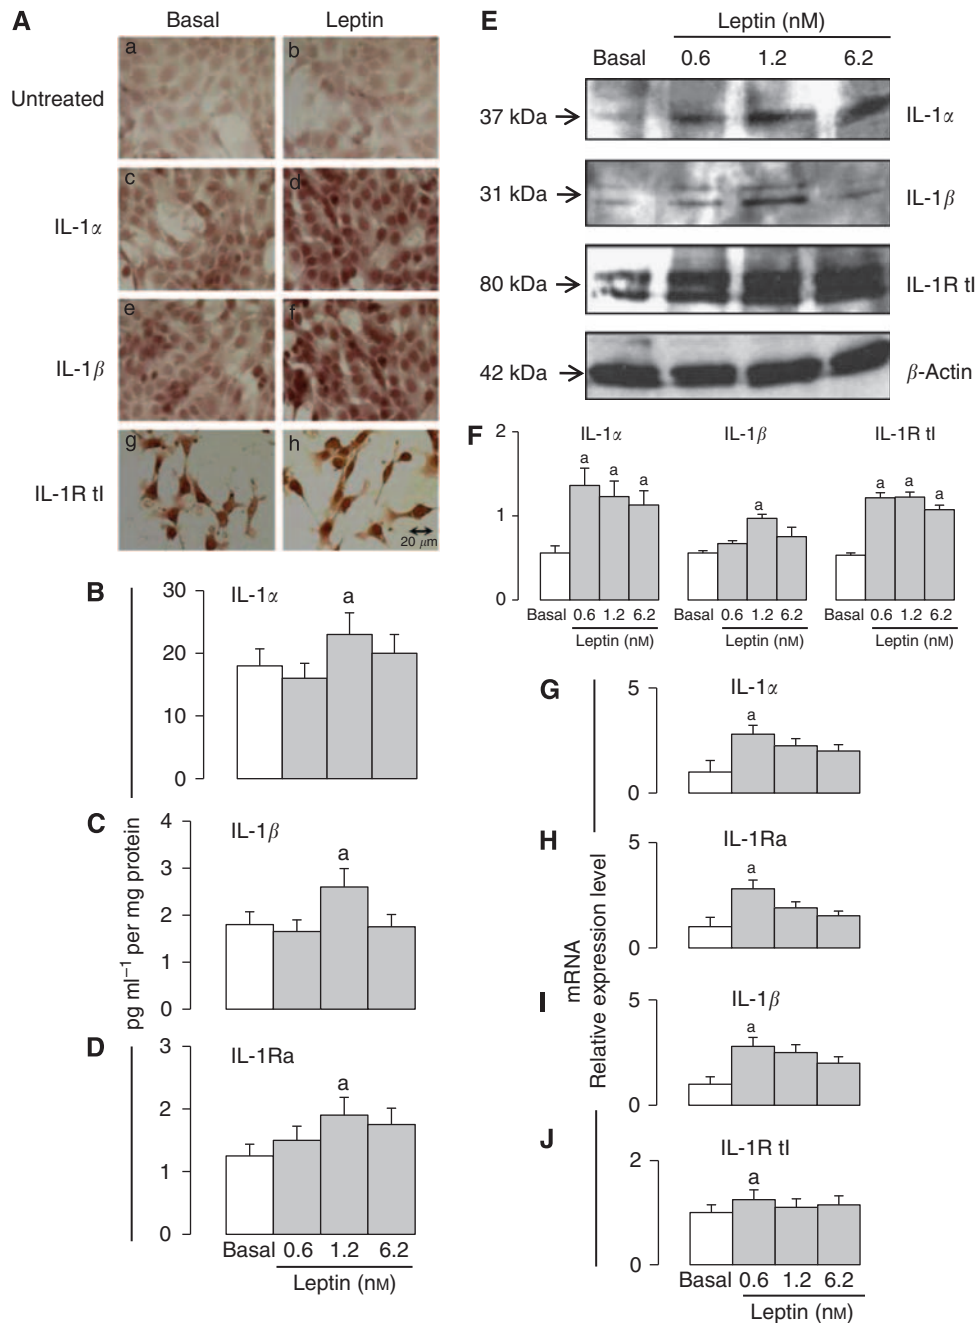 A
Basal
Leptin
Untreated
a
b
IL-1α
c
d
IL-1β
e
f
IL-1R tI
g
h
20 μm
B
IL-1α
30
20
10
0
a
C
IL-1β
4
3
2
1
0
a
pg ml⁻¹ per mg protein
D
IL-1Ra
3
2
1
0
a
Basal 0.6 1.2 6.2
Leptin (nM)
E
Leptin (nM)
Basal 0.6 1.2 6.2
37 kDa
IL-1α
31 kDa
IL-1β
80 kDa
IL-1R tI
42 kDa
β-Actin
F
2
1
0
IL-1α
a a a
Basal 0.6 1.2 6.2
Leptin (nM)
IL-1β
a
Basal 0.6 1.2 6.2
Leptin (nM)
IL-1R tI
a a a
Basal 0.6 1.2 6.2
Leptin (nM)
G
IL-1α
5
0
a
H
IL-1Ra
5
0
a
mRNA
Relative expression level
I
IL-1β
5
0
a
J
IL-1R tI
2
0
a
Basal 0.6 1.2 6.2
Leptin (nM)